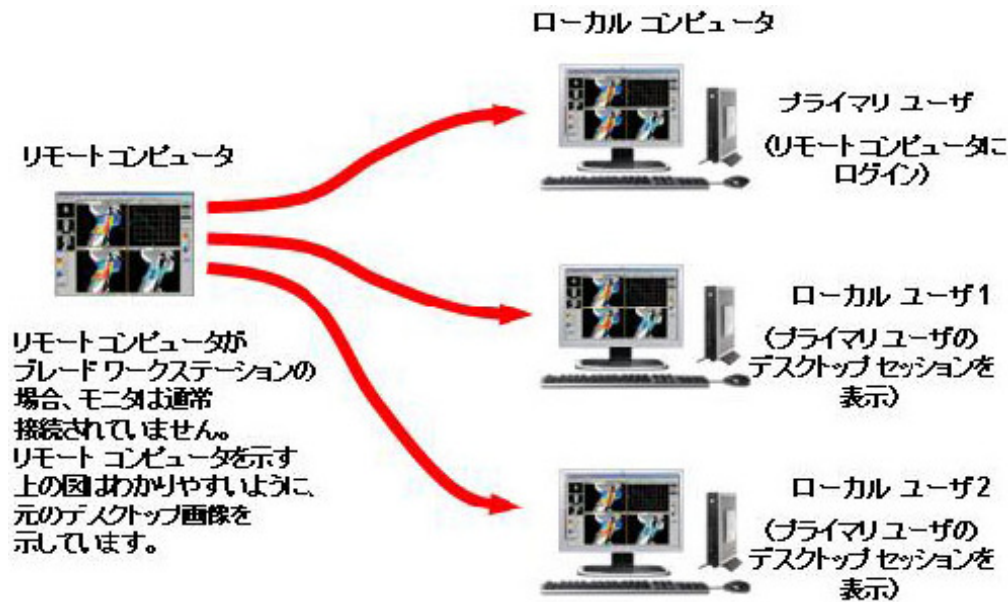 ローカル コンピュータ
プライマリ ユーザ
(リモートコンピュータに
ログイン)
リモートコンピュータ
リモートコンピュータが
ブレード ワークステーションの
場合、モニタは通常
接続されていません。
リモート コンピュータを示す
上の図はわかりやすいように、
元のデスクトップ画像を
示しています。
ローカル ユーザ1
(プライマリ ユーザの
デスクトップ セッションを
表示)
ローカル ユーザ2
(プライマリ ユーザの
デスクトップ セッションを
表示)